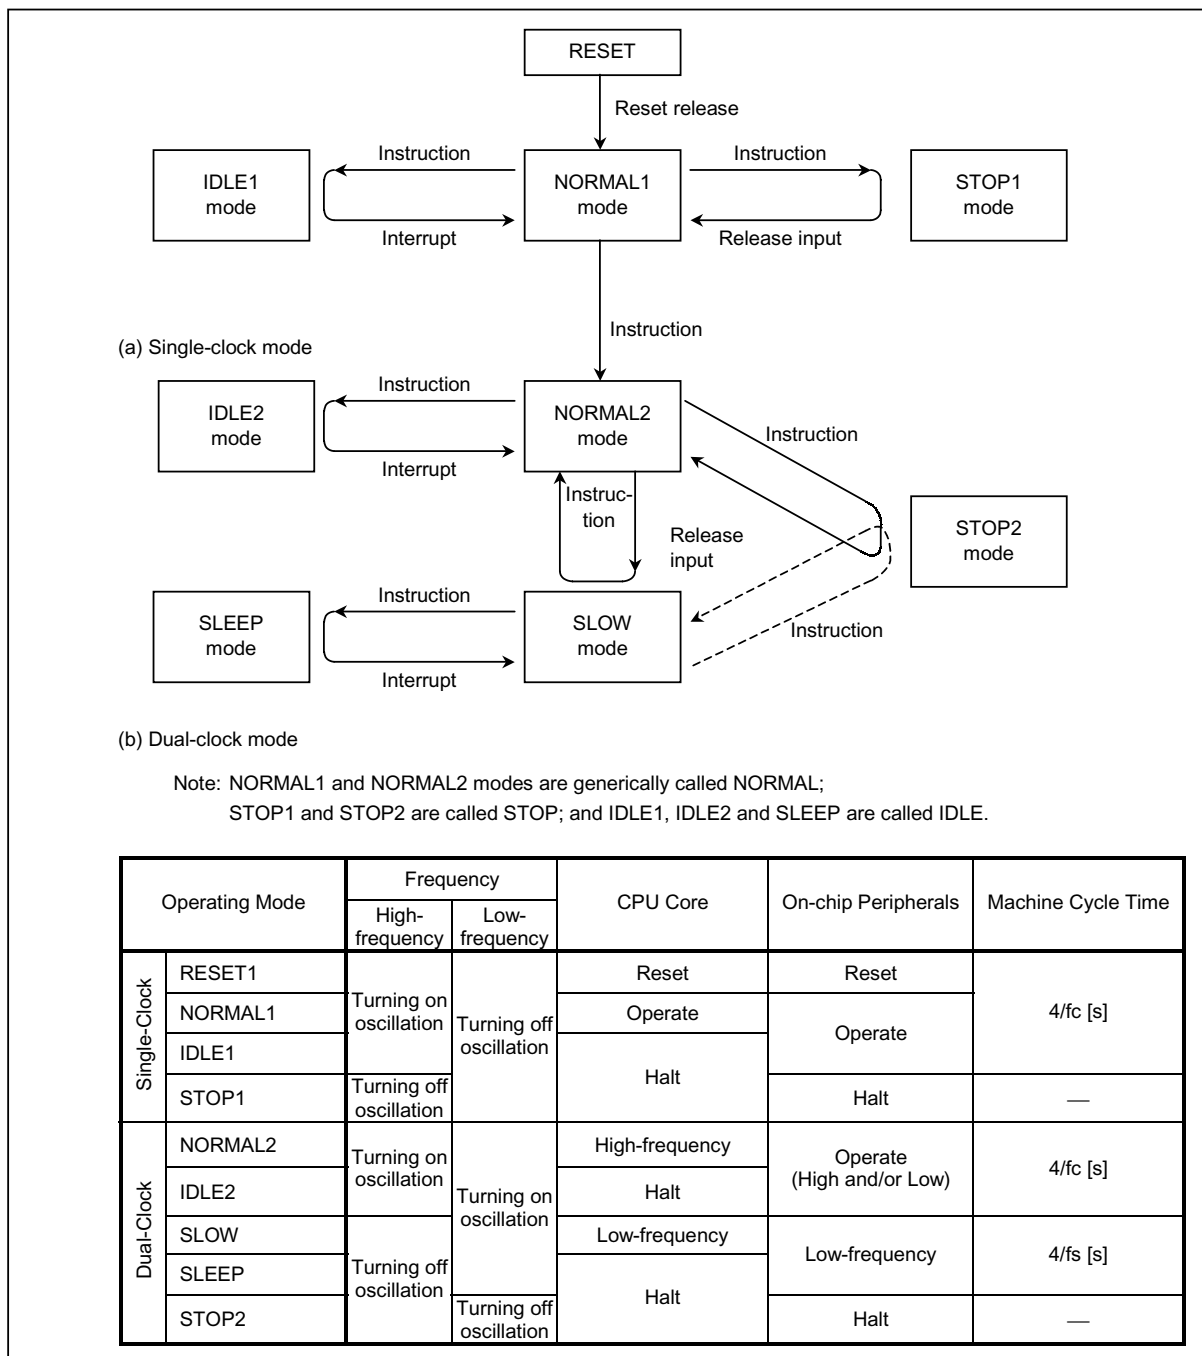 RESET
Reset release
IDLE1
mode
Instruction
Interrupt
NORMAL1
mode
Instruction
Release input
STOP1
mode
Instruction
(a) Single-clock mode
IDLE2
mode
Instruction
Interrupt
NORMAL2
mode
Instruction
Instruc-
tion
Release
input
STOP2
mode
SLEEP
mode
Instruction
Interrupt
SLOW
mode
Instruction
(b) Dual-clock mode
Note: NORMAL1 and NORMAL2 modes are generically called NORMAL;
STOP1 and STOP2 are called STOP; and IDLE1, IDLE2 and SLEEP are called IDLE.
Operating Mode
Frequency
High-
frequency
Low-
frequency
CPU Core
On-chip Peripherals
Machine Cycle Time
Single-Clock
RESET1
Turning on
oscillation
Turning off
oscillation
Reset
Reset
4/fc [s]
NORMAL1
Operate
Operate
IDLE1
Halt
STOP1
Turning off
oscillation
Halt
—
Dual-Clock
NORMAL2
Turning on
oscillation
Turning on
oscillation
High-frequency
Operate
(High and/or Low)
4/fc [s]
IDLE2
Halt
SLOW
Turning off
oscillation
Low-frequency
Low-frequency
4/fs [s]
SLEEP
Halt
STOP2
Turning off
oscillation
Halt
—